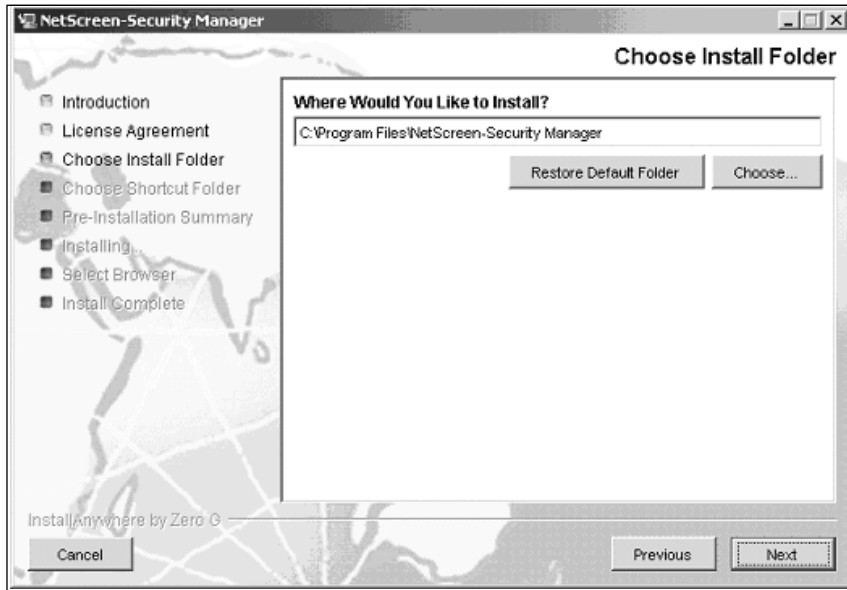 NetScreen-Security Manager
Choose Install Folder
Introduction
License Agreement
Choose Install Folder
Choose Shortcut Folder
Pre-Installation Summary
Installing...
Select Browser
Install Complete
Where Would You Like to Install?
C:\Program Files\NetScreen-Security Manager
Restore Default Folder
Choose...
InstallAnywhere by Zero G
Cancel
Previous
Next